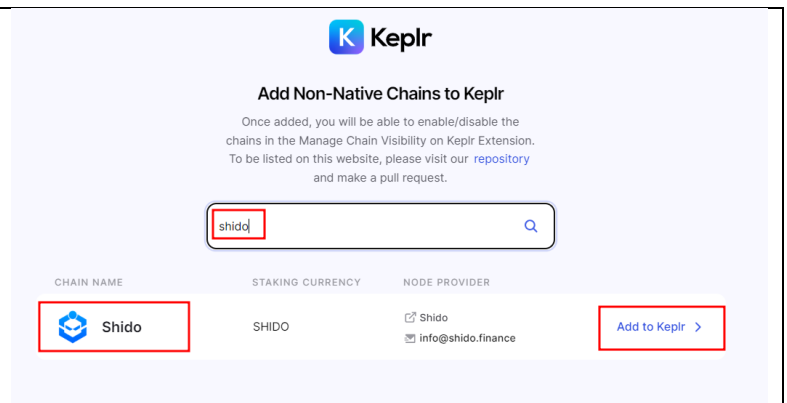 K Keplr
Add Non-Native Chains to Keplr
Once added, you will be able to enable/disable the
chains in the Manage Chain Visibility on Keplr Extension.
To be listed on this website, please visit our repository
and make a pull request.
shido
CHAIN NAME STAKING CURRENCY NODE PROVIDER
Shido SHIDO Shido
info@shido.finance
Add to Keplr >